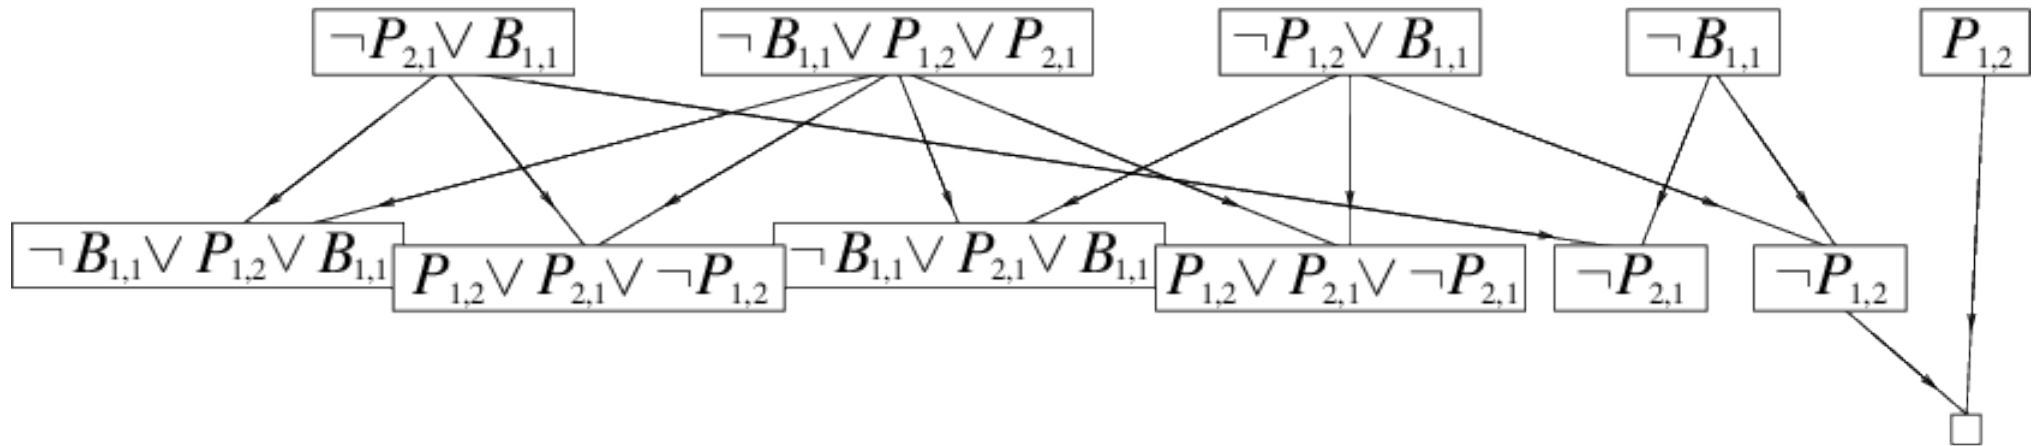 ¬P₂,₁ ∨ B₁,₁
¬B₁,₁ ∨ P₁,₂ ∨ P₂,₁
¬P₁,₂ ∨ B₁,₁
¬B₁,₁
P₁,₂
¬B₁,₁ ∨ P₁,₂ ∨ B₁,₁
P₁,₂ ∨ P₂,₁ ∨ ¬P₁,₂
¬B₁,₁ ∨ P₂,₁ ∨ B₁,₁
P₁,₂ ∨ P₂,₁ ∨ ¬P₂,₁
¬P₂,₁
¬P₁,₂